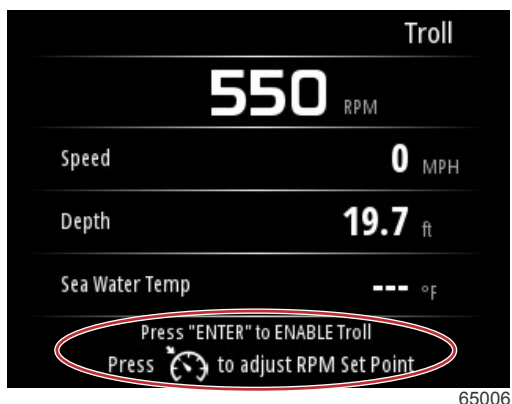 Troll
550 RPM
Speed 0 MPH
Depth 19.7 ft
Sea Water Temp --- °F
Press "ENTER" to ENABLE Troll
Press to adjust RPM Set Point
65006